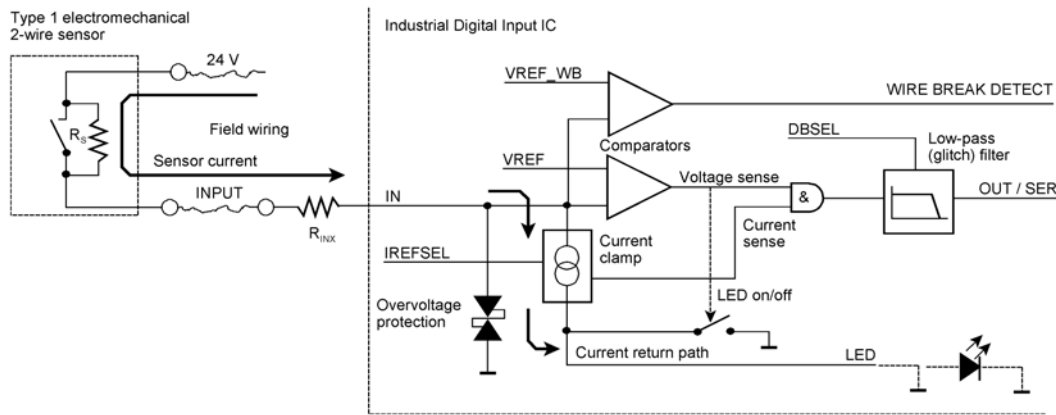 Type 1 electromechanical
2-wire sensor
Industrial Digital Input IC
24 V
VREF_WB
WIRE BREAK DETECT
RS
Field wiring
DBSEL
Low-pass
(glitch) filter
Comparators
Sensor current
VREF
Voltage sense
INPUT
IN
&
OUT / SER
RINX
Current
clamp
Current
sense
IREFSEL
Overvoltage
protection
LED on/off
Current return path
LED